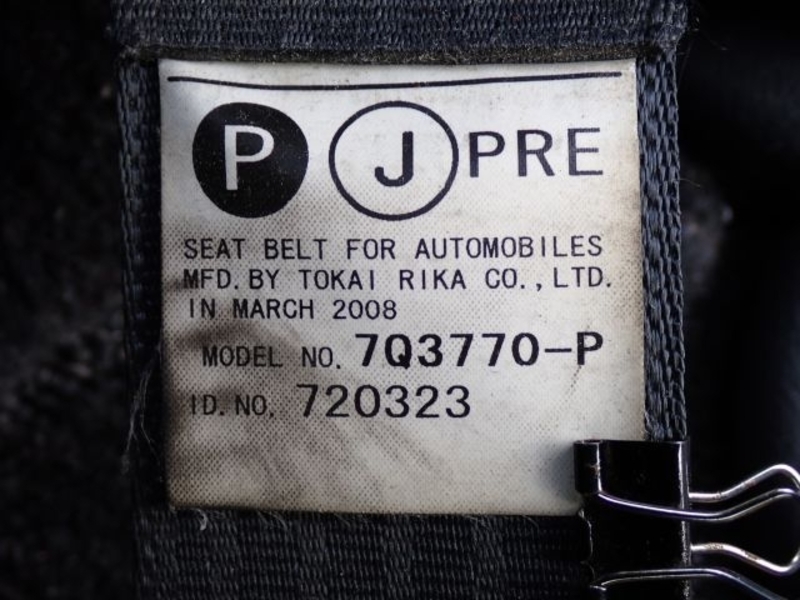 P J PRE
SEAT BELT FOR AUTOMOBILES
MFD. BY TOKAI RIKA CO., LTD.
IN MARCH 2008
MODEL NO. 7Q3770-P
ID. NO. 720323